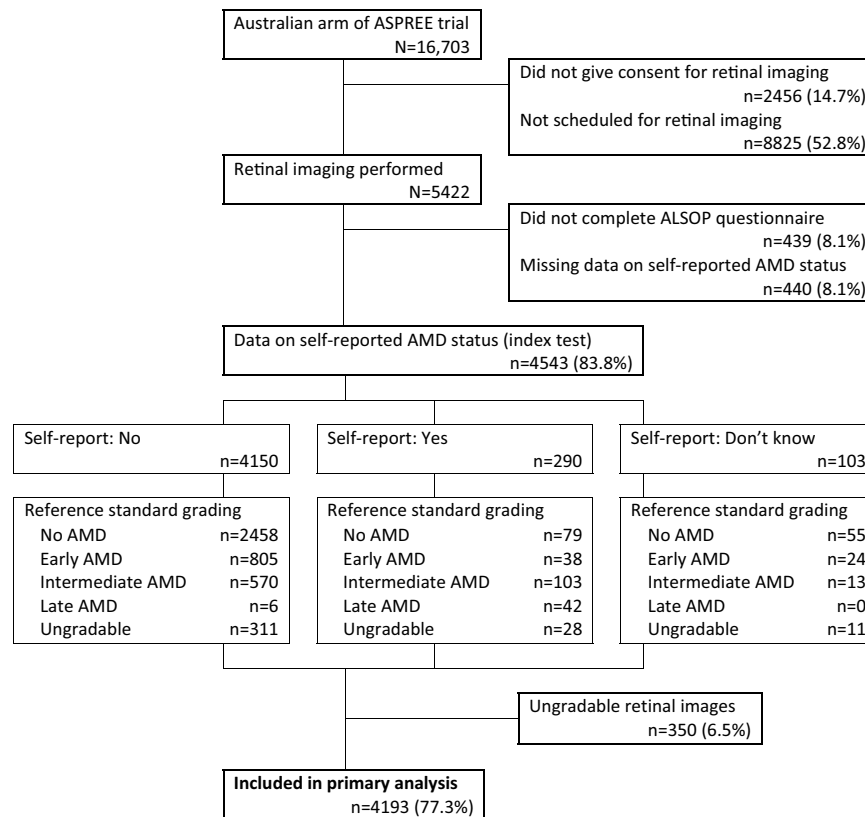 Australian arm of ASPREE trial
N=16,703
Did not give consent for retinal imaging
n=2456 (14.7%)
Not scheduled for retinal imaging
n=8825 (52.8%)
Retinal imaging performed
N=5422
Did not complete ALSOP questionnaire
n=439 (8.1%)
Missing data on self-reported AMD status
n=440 (8.1%)
Data on self-reported AMD status (index test)
n=4543 (83.8%)
Self-report: No
n=4150
Self-report: Yes
n=290
Self-report: Don't know
n=103
Reference standard grading
No AMD n=2458
Early AMD n=805
Intermediate AMD n=570
Late AMD n=6
Ungradable n=311
Reference standard grading
No AMD n=79
Early AMD n=38
Intermediate AMD n=103
Late AMD n=42
Ungradable n=28
Reference standard grading
No AMD n=55
Early AMD n=24
Intermediate AMD n=13
Late AMD n=0
Ungradable n=11
Ungradable retinal images
n=350 (6.5%)
Included in primary analysis
n=4193 (77.3%)